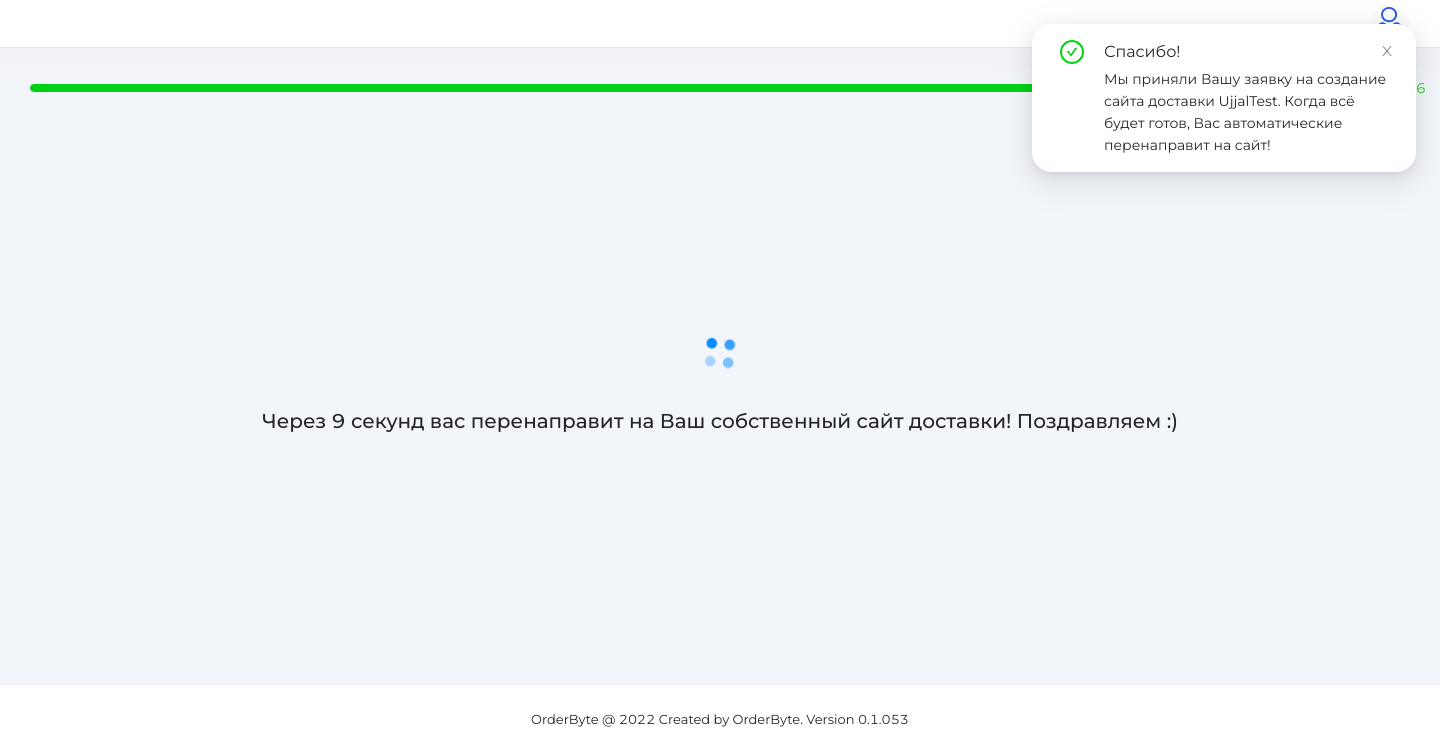 Спасибо!
Мы приняли Вашу заявку на создание
сайта доставки UjjalTest. Когда всё
будет готов, Вас автоматические
перенаправит на сайт!
Через 9 секунд вас перенаправит на Ваш собственный сайт доставки! Поздравляем :)
OrderByte @ 2022 Created by OrderByte. Version 0.1.053